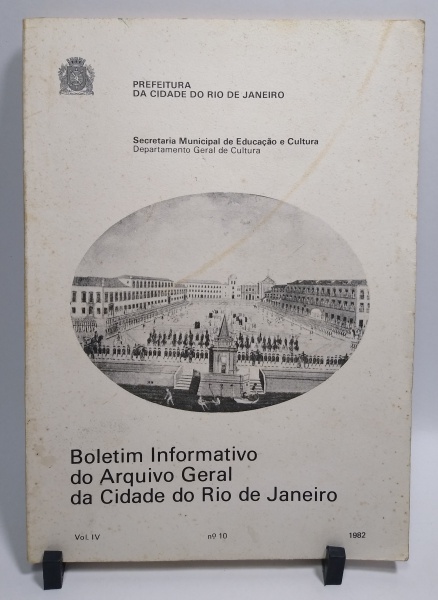 PREFEITURA
DA CIDADE DO RIO DE JANEIRO
Secretaria Municipal de Educação e Cultura
Departamento Geral de Cultura
Boletim Informativo
do Arquivo Geral
da Cidade do Rio de Janeiro
Vol. IV nº 10 1982